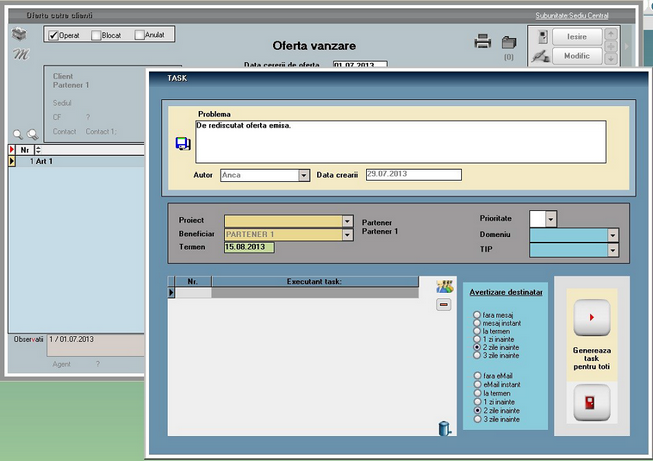 Oferta catre clienti
Subunitate:Sediu Central
Operat
Blocat
Anulat
Oferta vanzare
Iesire
Modific
(0)
Data cererii de oferta 01.07.2013
Client
Partener 1
Sediul
CF ?
Contact Contact 1;
Nr
1 Art 1
Observatii 1 / 01.07.2013
Agent ?
TASK
Problema
De rediscutat oferta emisa.
Autor Anca Data crearii 29.07.2013
Proiect
Beneficiar PARTENER 1
Termen 15.08.2013
Partener
Partener 1
Prioritate
Domeniu
TIP
Nr. Executant task:
Avertizare destinatar
fara mesaj
mesaj instant
la termen
1 zi inainte
2 zile inainte
3 zile inainte
fara eMail
eMail instant
la termen
1 zi inainte
2 zile inainte
3 zile inainte
Genereaza
task
pentru toti